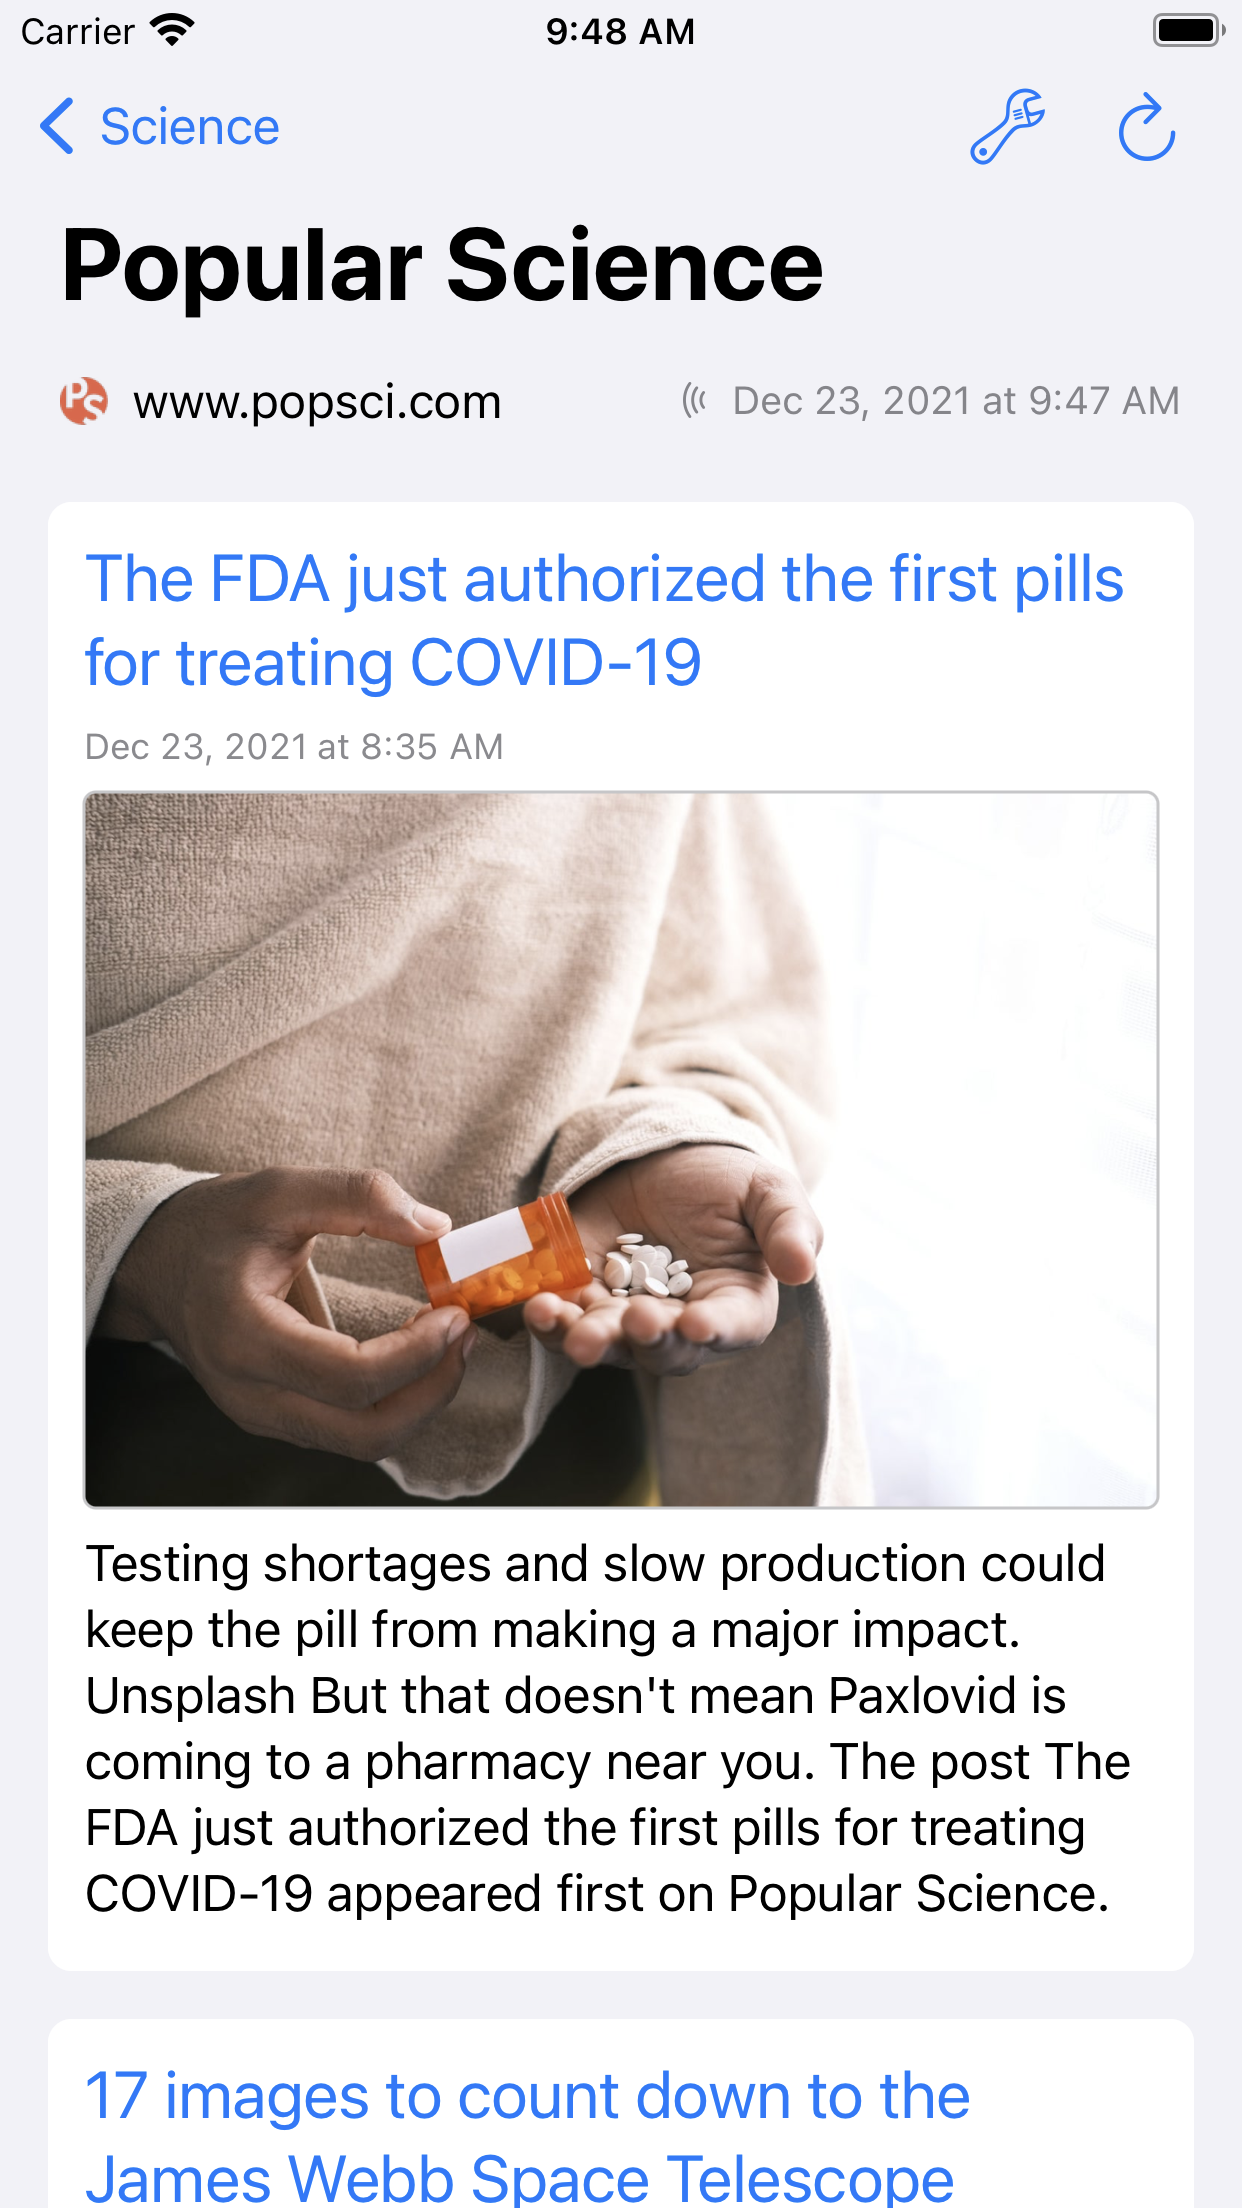 Carrier 9:48 AM
Science
Popular Science
PS www.popsci.com Dec 23, 2021 at 9:47 AM
The FDA just authorized the first pills
for treating COVID-19
Dec 23, 2021 at 8:35 AM
Testing shortages and slow production could
keep the pill from making a major impact.
Unsplash But that doesn't mean Paxlovid is
coming to a pharmacy near you. The post The
FDA just authorized the first pills for treating
COVID-19 appeared first on Popular Science.
17 images to count down to the
James Webb Space Telescope